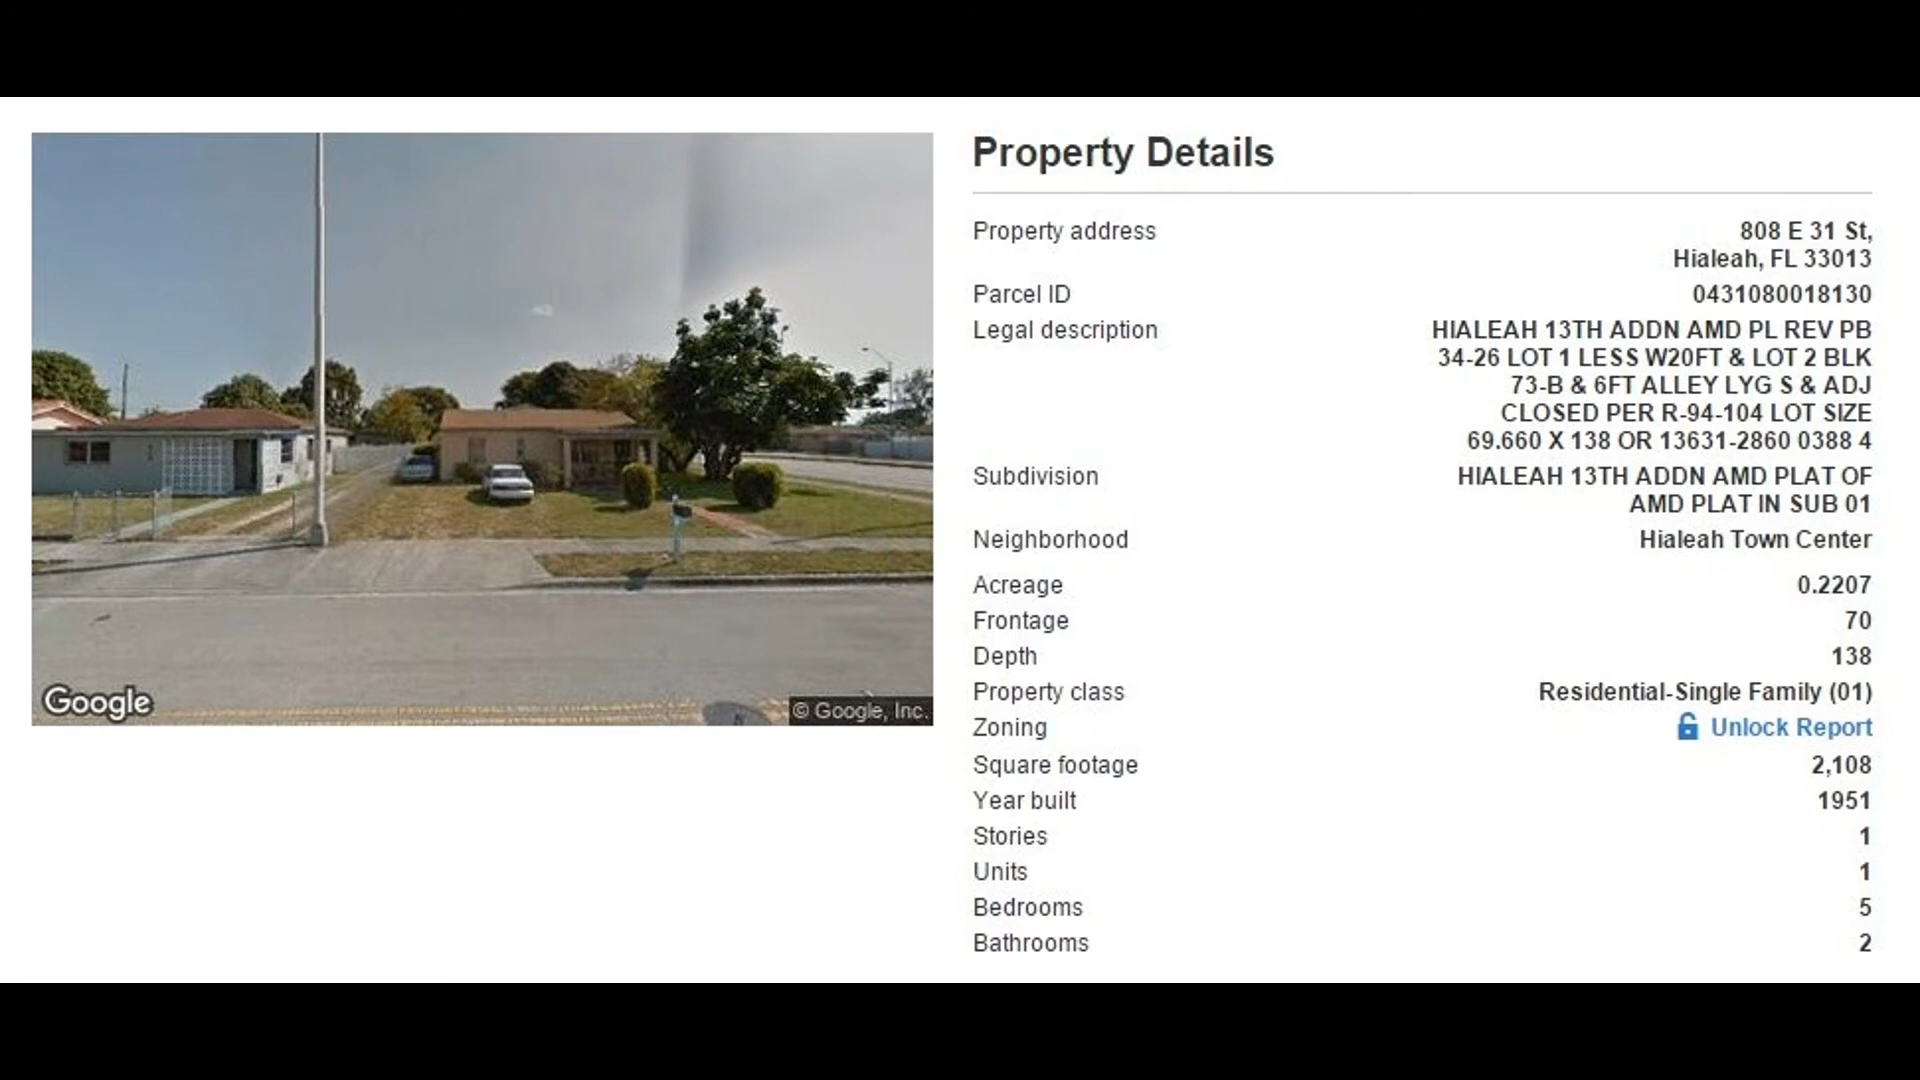 Property Details
Property address 808 E 31 St,
Hialeah, FL 33013
Parcel ID 0431080018130
Legal description HIALEAH 13TH ADDN AMD PL REV PB
34-26 LOT 1 LESS W20FT & LOT 2 BLK
73-B & 6FT ALLEY LYG S & ADJ
CLOSED PER R-94-104 LOT SIZE
69.660 X 138 OR 13631-2860 0388 4
Subdivision HIALEAH 13TH ADDN AMD PLAT OF
AMD PLAT IN SUB 01
Neighborhood Hialeah Town Center
Acreage 0.2207
Frontage 70
Depth 138
Property class Residential-Single Family (01)
Zoning Unlock Report
Square footage 2,108
Year built 1951
Stories 1
Units 1
Bedrooms 5
Bathrooms 2
Google
© Google, Inc.